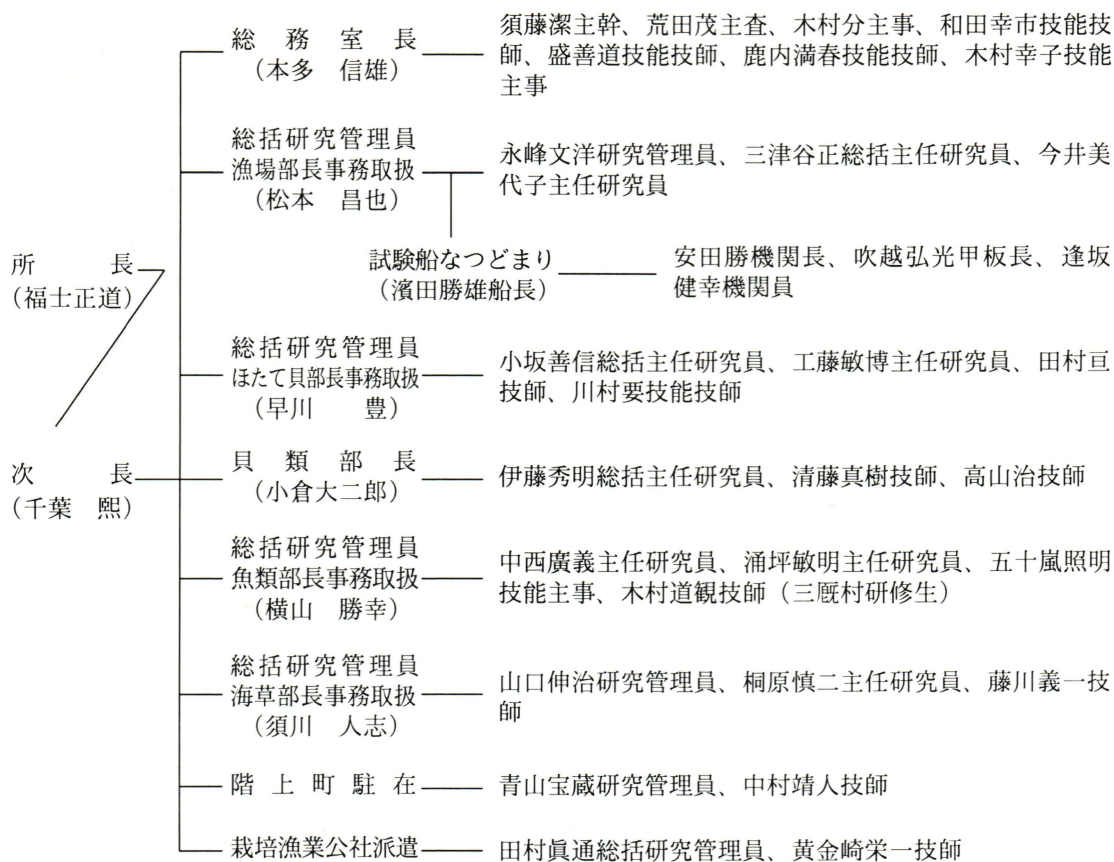 総務室長
(本多 信雄)
須藤潔主幹、荒田茂主査、木村分主事、和田幸市技能技
師、盛善道技能技師、鹿内満春技能技師、木村幸子技能
主事
総括研究管理員
漁場部長事務取扱
(松本 昌也)
永峰文洋研究管理員、三津谷正総括主任研究員、今井美
代子主任研究員
所長
(福士正道)
試験船なつどまり
(濱田勝雄船長)
安田勝機関長、吹越弘光甲板長、逢坂
健幸機関員
総括研究管理員
ほたて貝部長事務取扱
(早川 豊)
小坂善信総括主任研究員、工藤敏博主任研究員、田村亘
技師、川村要技能技師
次長
(千葉 熙)
貝類部長
(小倉大二郎)
伊藤秀明総括主任研究員、清藤真樹技師、高山治技師
総括研究管理員
魚類部長事務取扱
(横山 勝幸)
中西廣義主任研究員、涌坪敏明主任研究員、五十嵐照明
技能主事、木村道観技師(三厩村研修生)
総括研究管理員
海草部長事務取扱
(須川 人志)
山口伸治研究管理員、桐原慎二主任研究員、藤川義一技
師
階上町駐在
青山宝蔵研究管理員、中村靖人技師
栽培漁業公社派遣
田村眞通総括研究管理員、黄金崎栄一技師